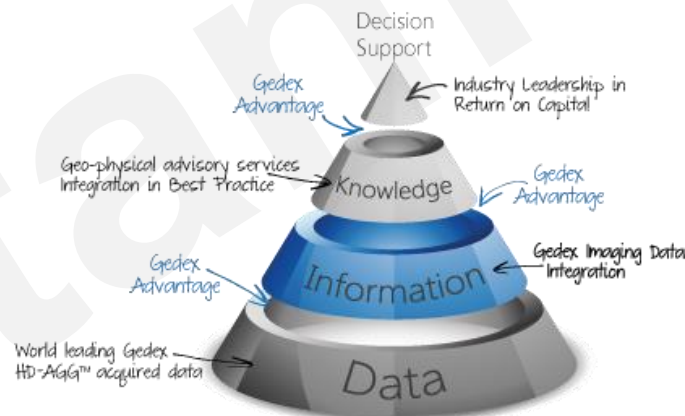 Decision
Support
Gedex
Advantage
Industry Leadership in
Return on Capital
Geo-physical advisory services
Integration in Best Practice
Knowledge
Gedex
Advantage
Gedex Imaging Data
Integration
Information
Gedex
Advantage
World leading Gedex
HD-AGG™ acquired data
Data